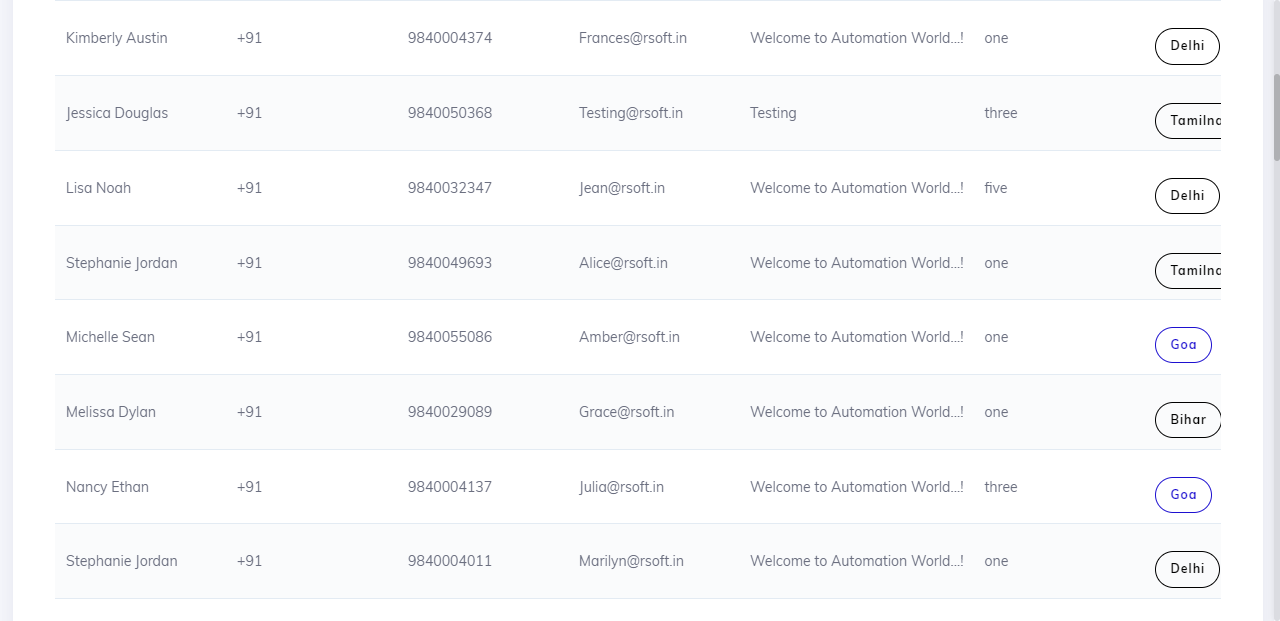 Kimberly Austin +91 9840004374 Frances@rsoft.in Welcome to Automation World...! one Delhi
Jessica Douglas +91 9840050368 Testing@rsoft.in Testing three Tamilna
Lisa Noah +91 9840032347 Jean@rsoft.in Welcome to Automation World...! five Delhi
Stephanie Jordan +91 9840049693 Alice@rsoft.in Welcome to Automation World...! one Tamilna
Michelle Sean +91 9840055086 Amber@rsoft.in Welcome to Automation World...! one Goa
Melissa Dylan +91 9840029089 Grace@rsoft.in Welcome to Automation World...! one Bihar
Nancy Ethan +91 9840004137 Julia@rsoft.in Welcome to Automation World...! three Goa
Stephanie Jordan +91 9840004011 Marilyn@rsoft.in Welcome to Automation World...! one Delhi